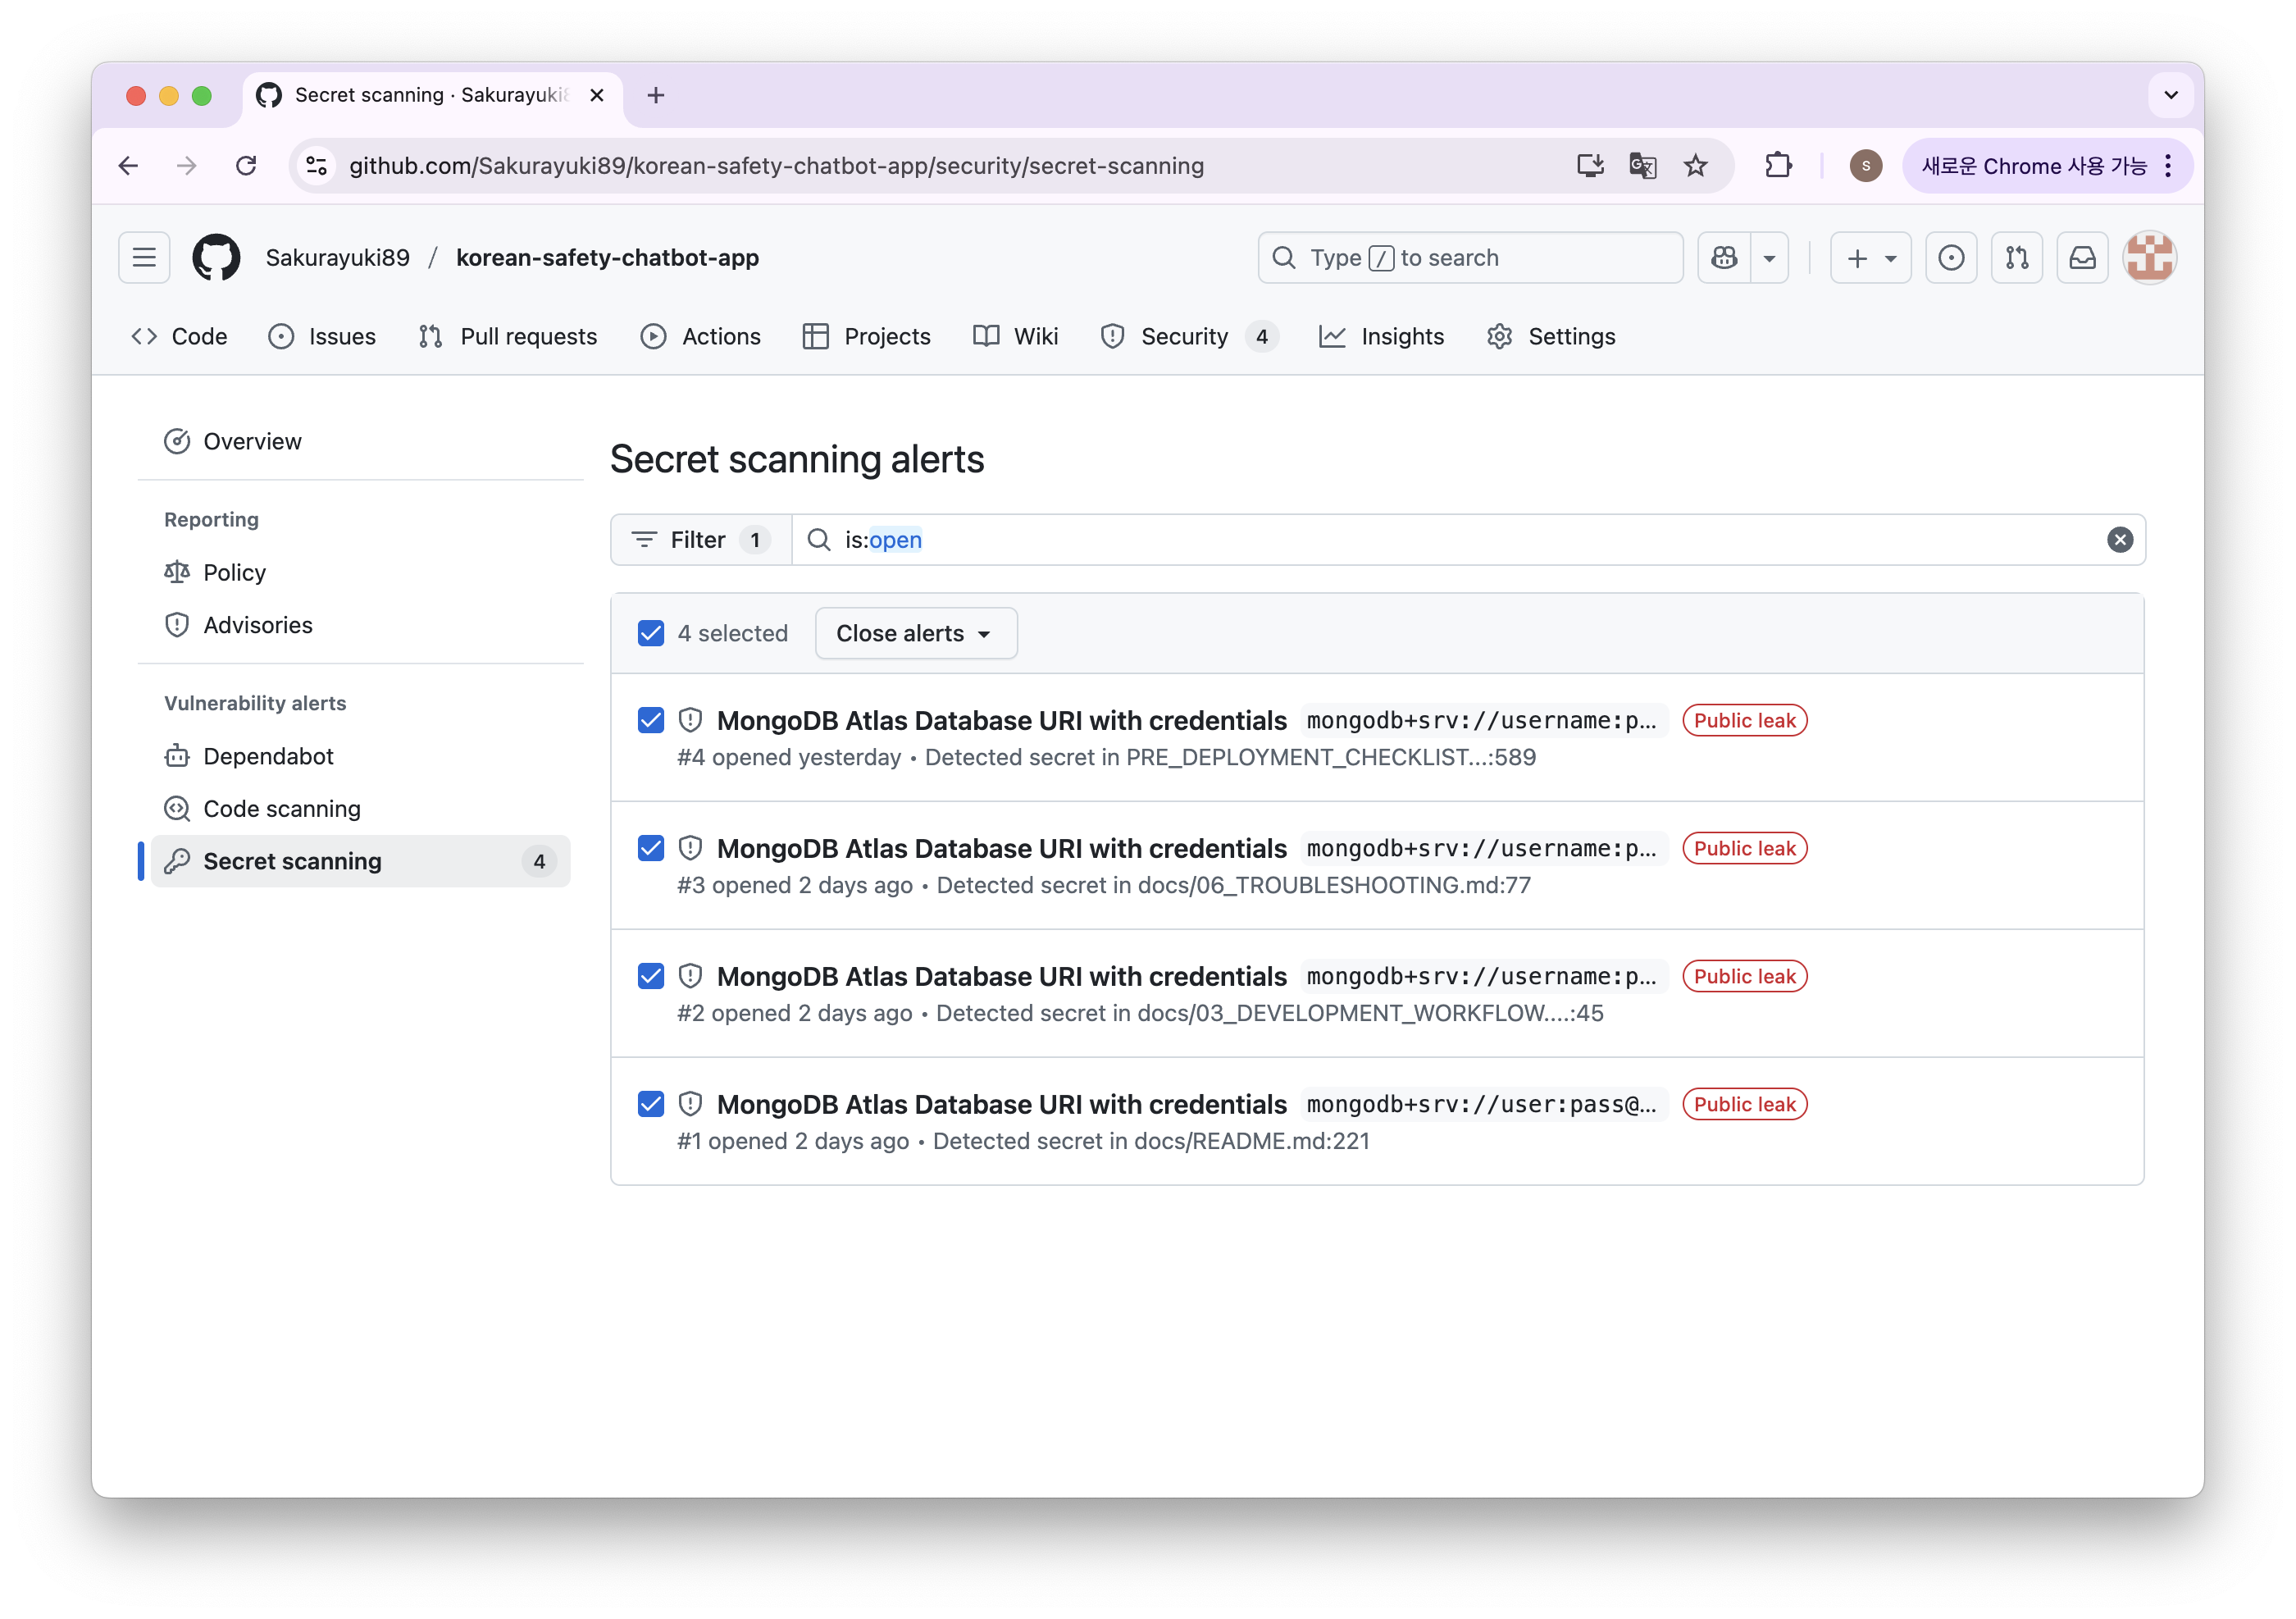 Secret scanning · Sakurayuki8
github.com/Sakurayuki89/korean-safety-chatbot-app/security/secret-scanning
S
새로운 Chrome 사용 가능
Sakurayuki89 / korean-safety-chatbot-app
Type / to search
Code
Issues
Pull requests
Actions
Projects
Wiki
Security 4
Insights
Settings
Overview
Reporting
Policy
Advisories
Vulnerability alerts
Dependabot
Code scanning
Secret scanning 4
Secret scanning alerts
Filter 1
is:open
4 selected
Close alerts
MongoDB Atlas Database URI with credentials mongodb+srv://username:p... Public leak
#4 opened yesterday • Detected secret in PRE_DEPLOYMENT_CHECKLIST...:589
MongoDB Atlas Database URI with credentials mongodb+srv://username:p... Public leak
#3 opened 2 days ago • Detected secret in docs/06_TROUBLESHOOTING.md:77
MongoDB Atlas Database URI with credentials mongodb+srv://username:p... Public leak
#2 opened 2 days ago • Detected secret in docs/03_DEVELOPMENT_WORKFLOW....:45
MongoDB Atlas Database URI with credentials mongodb+srv://user:pass@... Public leak
#1 opened 2 days ago • Detected secret in docs/README.md:221